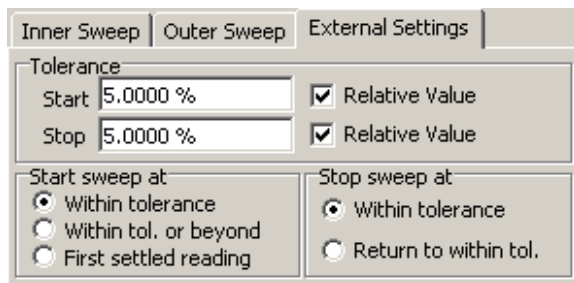 Inner Sweep Outer Sweep External Settings
Tolerance
Start 5.0000 % Relative Value
Stop 5.0000 % Relative Value
Start sweep at Stop sweep at
Within tolerance Within tolerance
Within tol. or beyond
First settled reading Return to within tol.